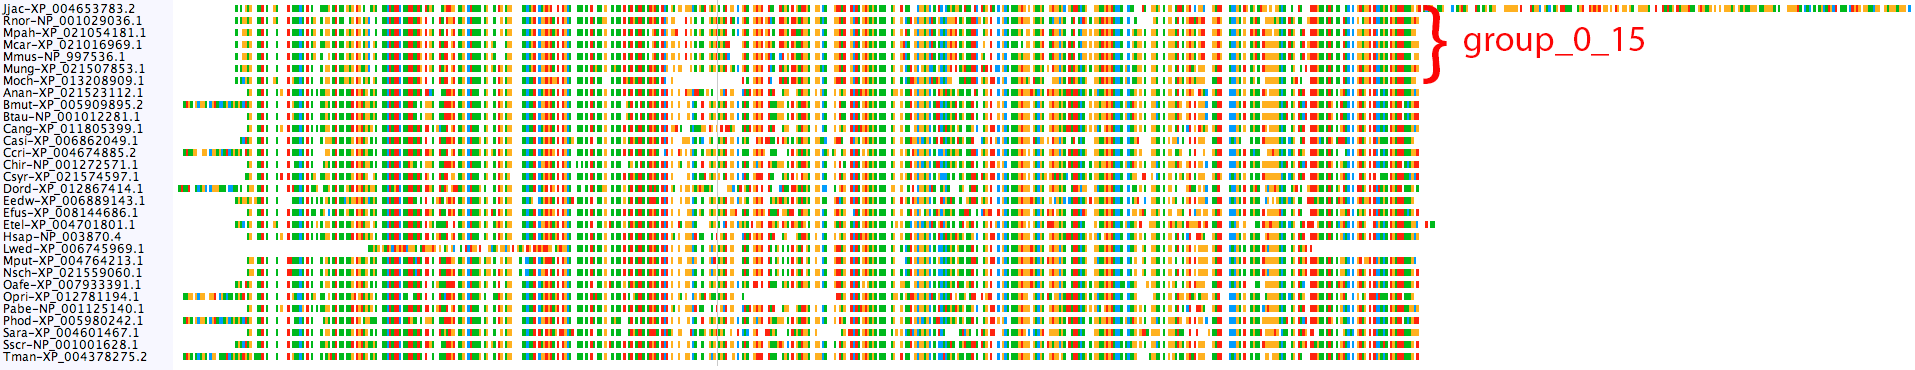 Jjac-XP_004653783.2
Rnor-NP_001029036.1
Mpah-XP_021054181.1
Mcar-XP_021016969.1
Mmus-NP_997536.1
Mung-XP_021507853.1
Moch-XP_013208909.1
Anan-XP_021523112.1
Bmut-XP_005909895.2
Btau-NP_001012281.1
Cang-XP_011805399.1
Casi-XP_006862049.1
Ccri-XP_004674885.2
Chir-NP_001272571.1
Csyr-XP_021574597.1
Dord-XP_012867414.1
Eedw-XP_006889143.1
Efus-XP_008144686.1
Etel-XP_004701801.1
Hsap-NP_003870.4
Lwed-XP_006745969.1
Mput-XP_004764213.1
Nsch-XP_021559060.1
Oafe-XP_007933391.1
Opri-XP_012781194.1
Pabe-NP_001125140.1
Phod-XP_005980242.1
Sara-XP_004601467.1
Sscr-NP_001001628.1
Tman-XP_004378275.2
group_0_15